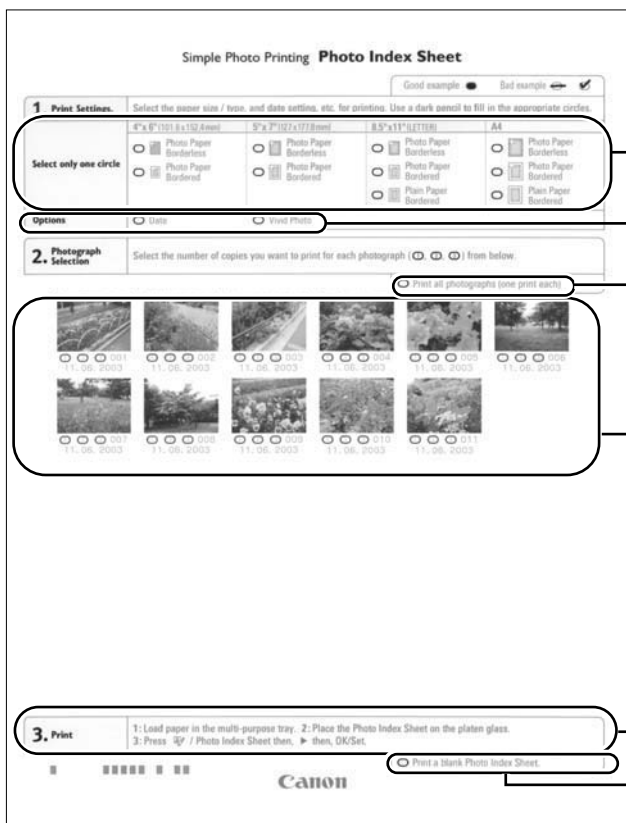 Simple Photo Printing Photo Index Sheet
Good example Bad example
1 Print Settings. Select the paper size / type, and date setting, etc. for printing. Use a dark pencil to fill in the appropriate circles.
4"x 6"(101.6x152.4mm) 5"x 7"(127x177.8mm) 8.5"x11"(LETTER) A4
Select only one circle
Photo Paper Borderless Photo Paper Borderless Photo Paper Borderless Photo Paper Borderless
Photo Paper Bordered Photo Paper Bordered Photo Paper Bordered Photo Paper Bordered
Plain Paper Bordered Plain Paper Bordered
Options Date Vivid Photo
2. Photograph Selection Select the number of copies you want to print for each photograph (1, 2, 3) from below.
Print all photographs (one print each)
001 002 003 004 005 006
11. 06. 2003 11. 06. 2003 11. 06. 2003 11. 06. 2003 11. 06. 2003 11. 06. 2003
007 008 009 010 011
11. 06. 2003 11. 06. 2003 11. 06. 2003 11. 06. 2003 11. 06. 2003
3. Print 1: Load paper in the multi-purpose tray. 2: Place the Photo Index Sheet on the platen glass.
3: Press / Photo Index Sheet then, ► then, OK/Set.
Print a blank Photo Index Sheet.
Canon